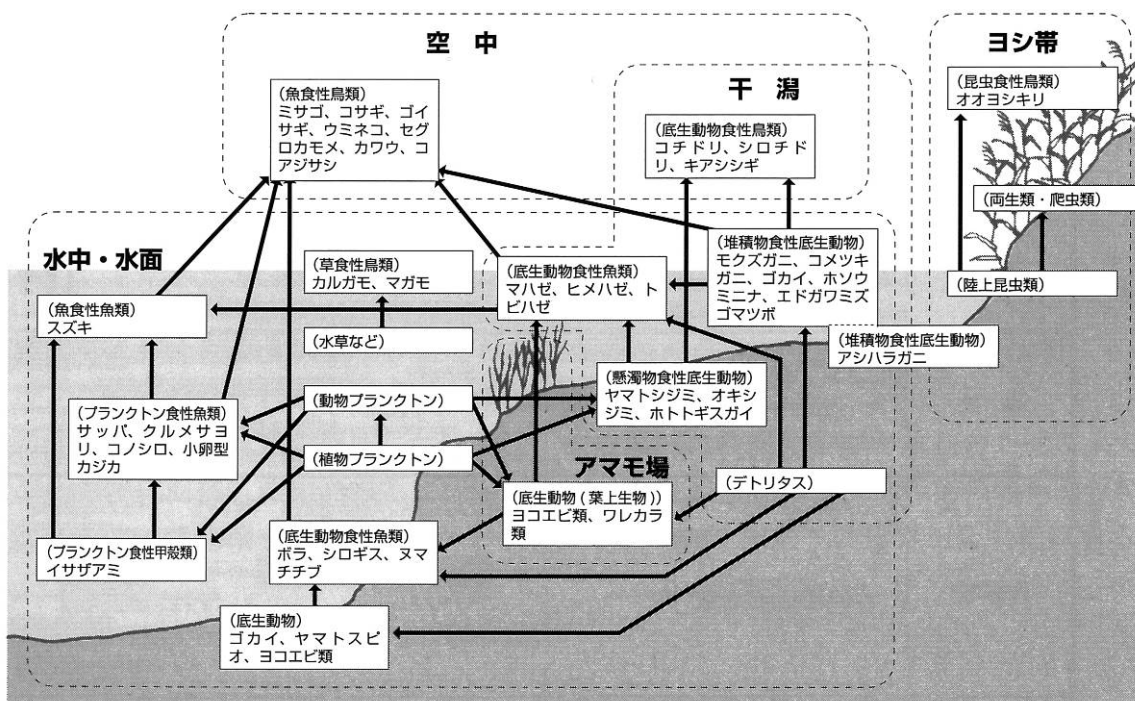 空 中
ヨシ帯
干 潟
(昆虫食性鳥類)
オオヨシキリ
(魚食性鳥類)
ミサゴ、コサギ、ゴイ
サギ、ウミネコ、セグ
ロカモメ、カワウ、コ
アジサシ
(底生動物食性鳥類)
コチドリ、シロチド
リ、キアシシギ
(両生類・爬虫類)
水中・水面
(草食性鳥類)
カルガモ、マガモ
(底生動物食性魚類)
マハゼ、ヒメハゼ、ト
ビハゼ
(堆積物食性底生動物)
モクズガニ、コメツキ
ガニ、ゴカイ、ホソウ
ミニナ、エドガワミズ
ゴマツボ
(陸上昆虫類)
(魚食性魚類)
スズキ
(水草など)
(堆積物食性底生動物)
アシハラガニ
(懸濁物食性底生動物)
ヤマトシジミ、オキシ
ジミ、ホトトギスガイ
(プランクトン食性魚類)
サッパ、クルメサヨ
リ、コノシロ、小卵型
カジカ
(動物プランクトン)
(植物プランクトン)
アマモ場
(デトリタス)
(底生動物(葉上生物))
ヨコエビ類、ワレカラ
類
(プランクトン食性甲殻類)
イサザアミ
(底生動物食性魚類)
ボラ、シロギス、ヌマ
チチブ
(底生動物)
ゴカイ、ヤマトスピ
オ、ヨコエビ類